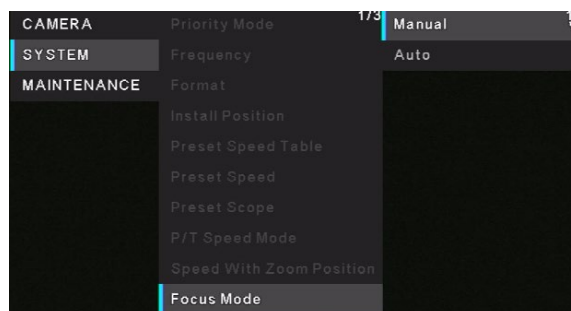 CAMERA
SYSTEM
MAINTENANCE
Priority Mode
1/3
Frequency
Format
Install Position
Preset Speed Table
Preset Speed
Preset Scope
P/T Speed Mode
Speed With Zoom Position
Focus Mode
Manual
Auto